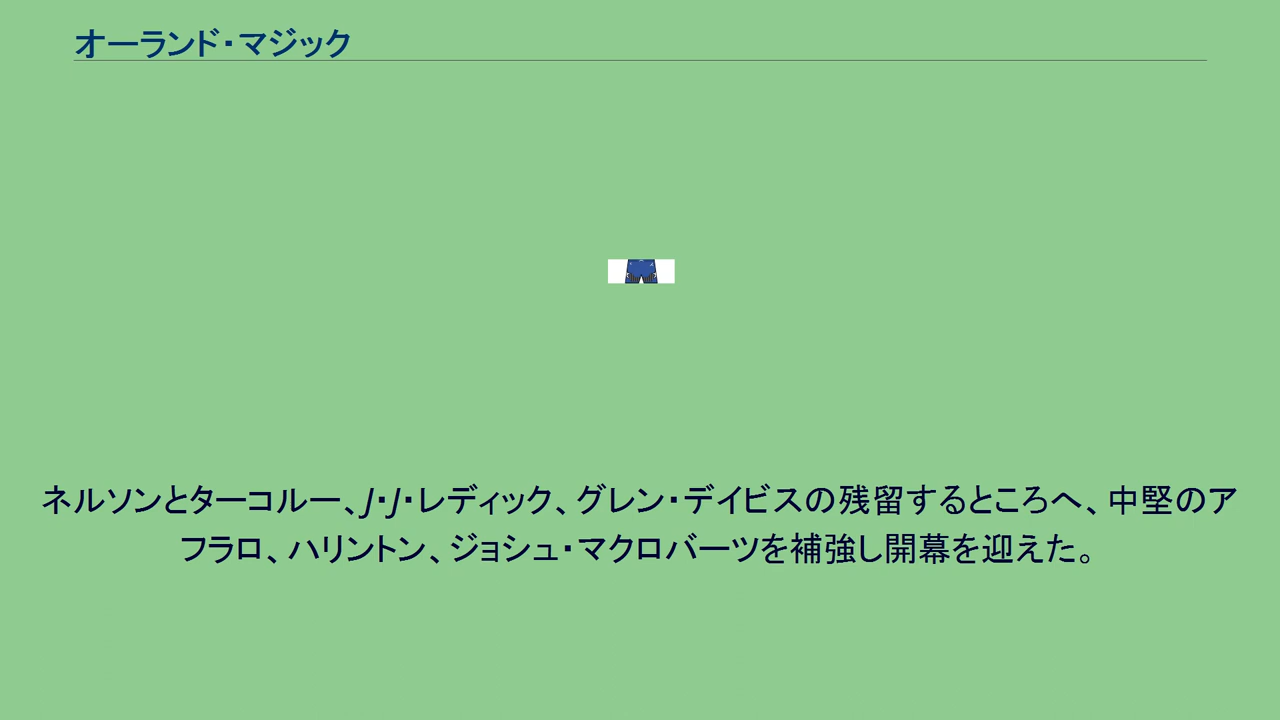 オーランド・マジック
ネルソンとターコルー、J・J・レディック、グレン・デイビスの残留するところへ、中堅のア
フラロ、ハリントン、ジョシュ・マクロバーツを補強し開幕を迎えた。